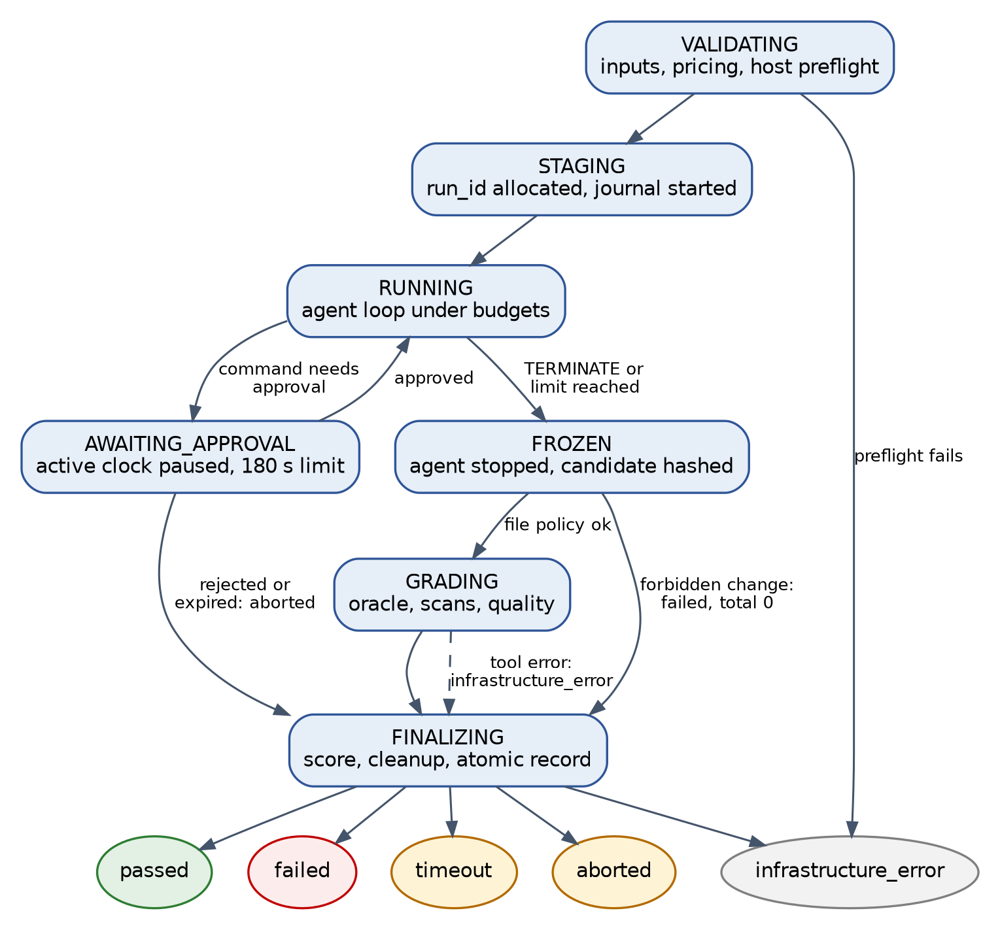 VALIDATING
inputs, pricing, host preflight
STAGING
run_id allocated, journal started
RUNNING
agent loop under budgets
command needs
approval
approved
TERMINATE or
limit reached
AWAITING_APPROVAL
active clock paused, 180 s limit
FROZEN
agent stopped, candidate hashed
preflight fails
file policy ok
GRADING
oracle, scans, quality
rejected or
expired: aborted
forbidden change:
failed, total 0
tool error:
infrastructure_error
FINALIZING
score, cleanup, atomic record
passed
failed
timeout
aborted
infrastructure_error